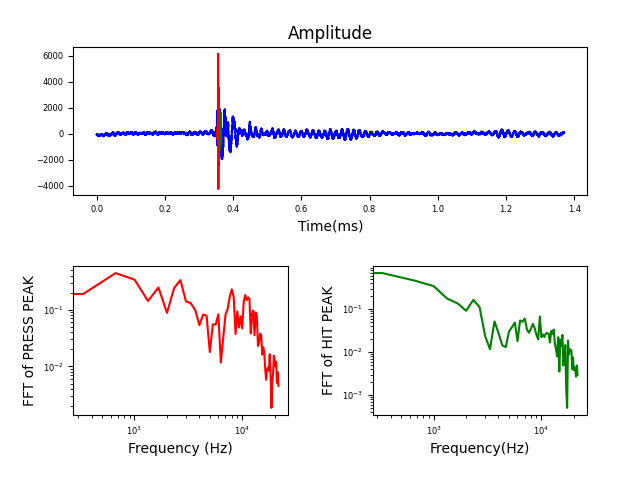 Amplitude
6000
4000
2000
0
−2000
−4000
0.0 0.2 0.4 0.6 0.8 1.0 1.2 1.4
Time(ms)
FFT of PRESS PEAK
10⁻¹
10⁻²
10³ 10⁴
Frequency (Hz)
FFT of HIT PEAK
10⁻¹
10⁻²
10⁻³
10³ 10⁴
Frequency(Hz)